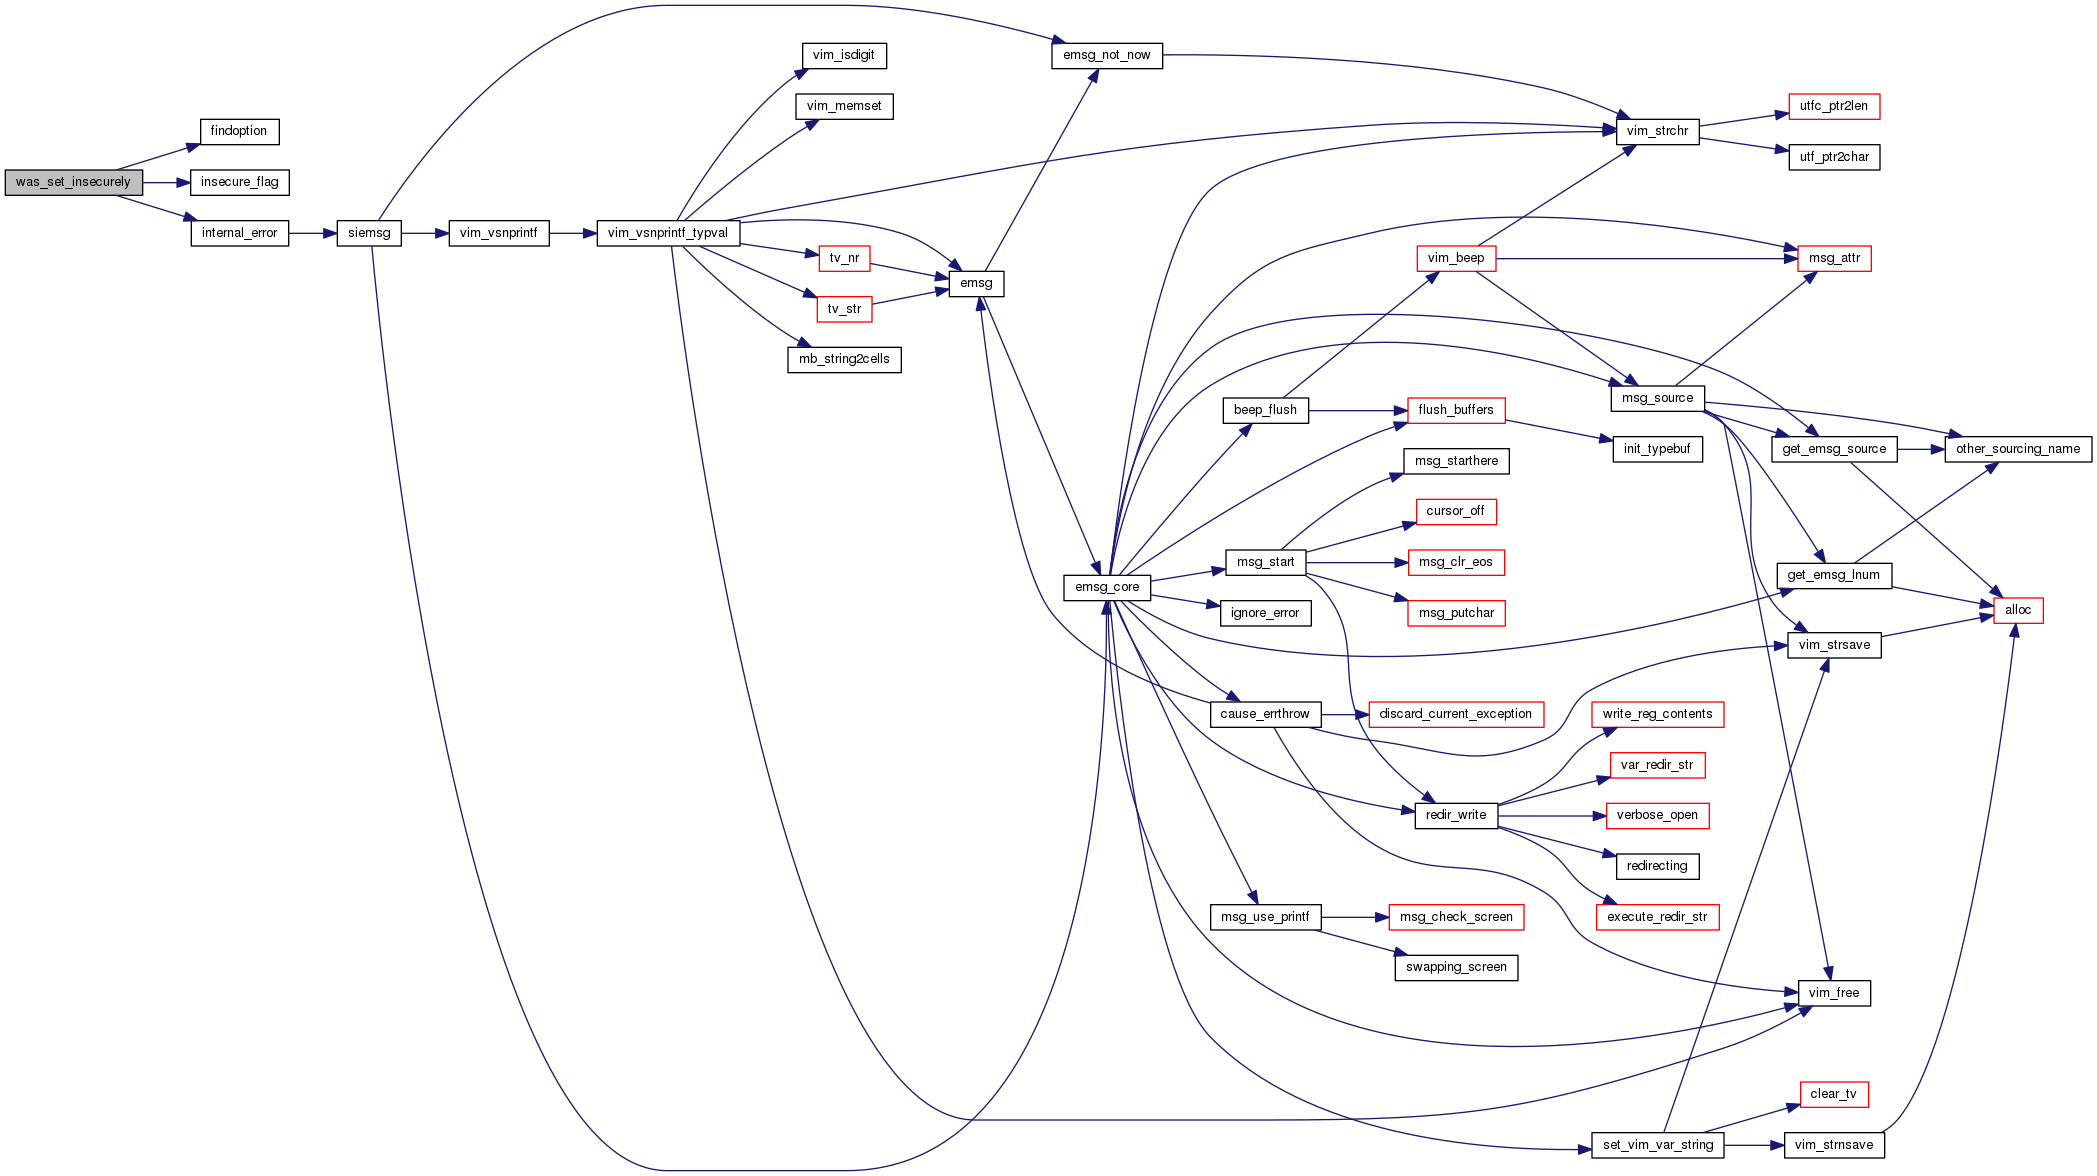 was_set_insecurely
findoption
insecure_flag
internal_error
siemsg
vim_vsnprintf
vim_vsnprintf_typval
vim_isdigit
vim_memset
tv_nr
tv_str
mb_string2cells
emsg
emsg_not_now
emsg_core
beep_flush
msg_start
ignore_error
cause_errthrow
msg_use_printf
vim_beep
flush_buffers
msg_starthere
cursor_off
msg_clr_eos
msg_putchar
discard_current_exception
redir_write
msg_check_screen
swapping_screen
vim_strchr
msg_source
init_typebuf
write_reg_contents
var_redir_str
verbose_open
redirecting
execute_redir_str
set_vim_var_string
utfc_ptr2len
utf_ptr2char
msg_attr
get_emsg_source
get_emsg_lnum
vim_strsave
vim_free
clear_tv
vim_strnsave
other_sourcing_name
alloc